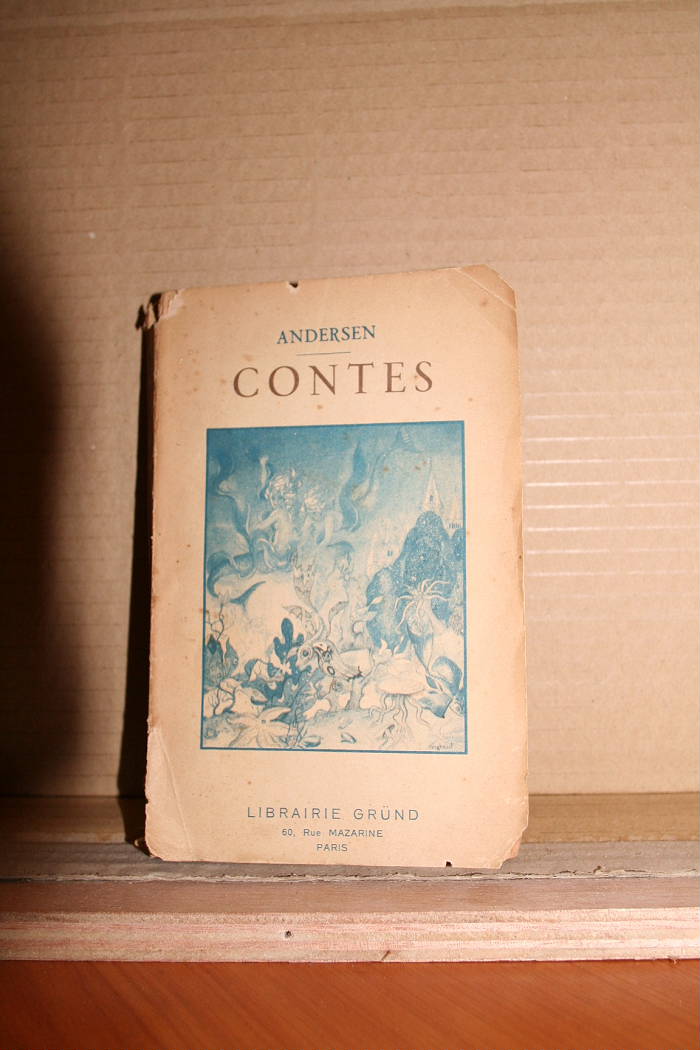 ANDERSEN
CONTES
LIBRAIRIE GRÜND
60, Rue MAZARINE
PARIS